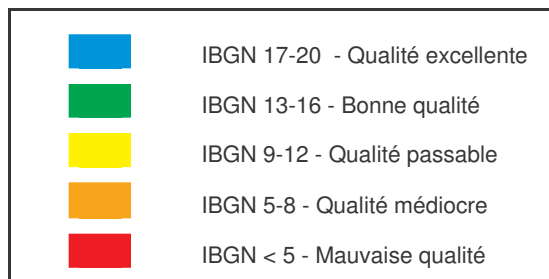 IBGN 17-20 - Qualité excellente
IBGN 13-16 - Bonne qualité
IBGN 9-12 - Qualité passable
IBGN 5-8 - Qualité médiocre
IBGN < 5 - Mauvaise qualité